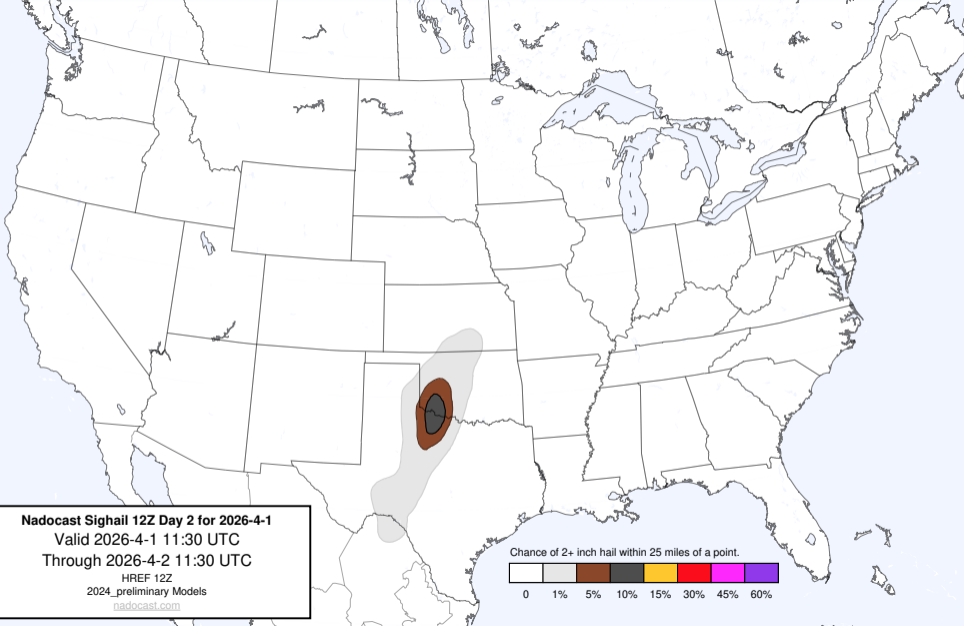 Nadocast Sighail 12Z Day 2 for 2026-4-1
Valid 2026-4-1 11:30 UTC
Through 2026-4-2 11:30 UTC
HREF 12Z
2024_preliminary Models
nadocast.com
Chance of 2+ inch hail within 25 miles of a point.
0 1% 5% 10% 15% 30% 45% 60%